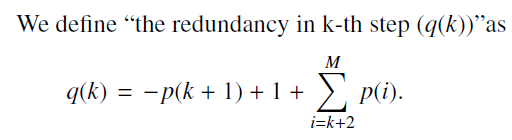 We define “the redundancy in k-th step (q(k))”as
q(k) = −p(k + 1) + 1 + ∑_{i=k+2}^{M} p(i).